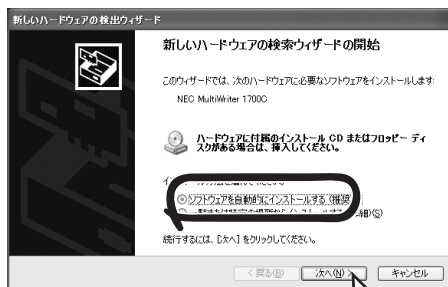 新しいハードウェアの検出ウィザード
新しいハードウェアの検索ウィザードの開始
このウィザードでは、次のハードウェアに必要なソフトウェアをインストールします:
NEC MultiWriter 1700C
ハードウェアに付属のインストール CD またはフロッピー ディ
スクがある場合は、挿入してください。
ソフトウェアを自動的にインストールする (推奨)
続行するには、[次へ] をクリックしてください。
< 戻る(B)
次へ(N) >
キャンセル